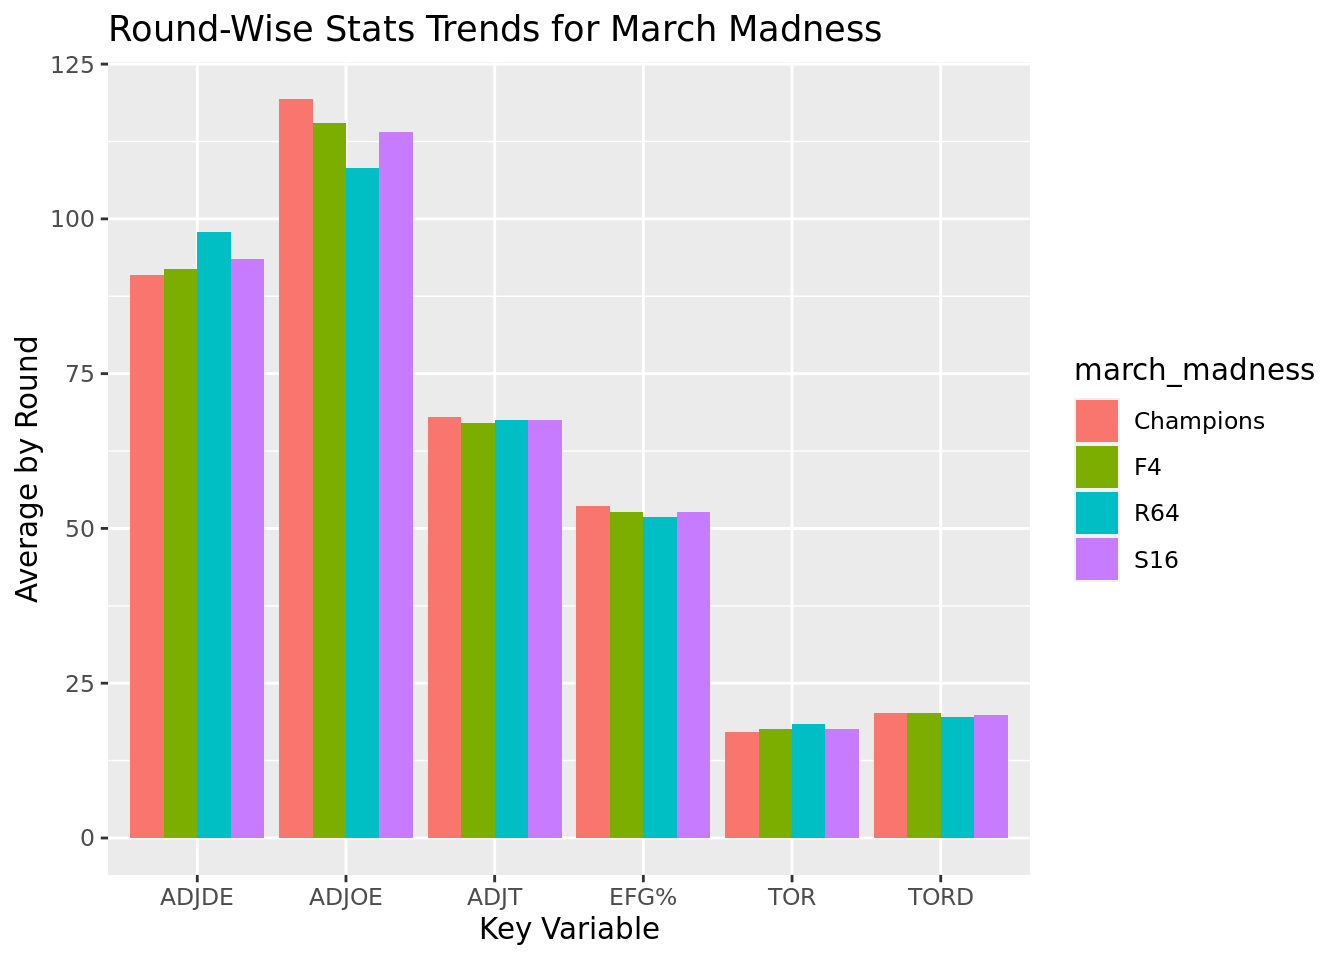 Round-Wise Stats Trends for March Madness
125
100
75
50
25
0
Average by Round
ADJDE ADJOE ADJT EFG% TOR TORD
Key Variable
march_madness
Champions
F4
R64
S16